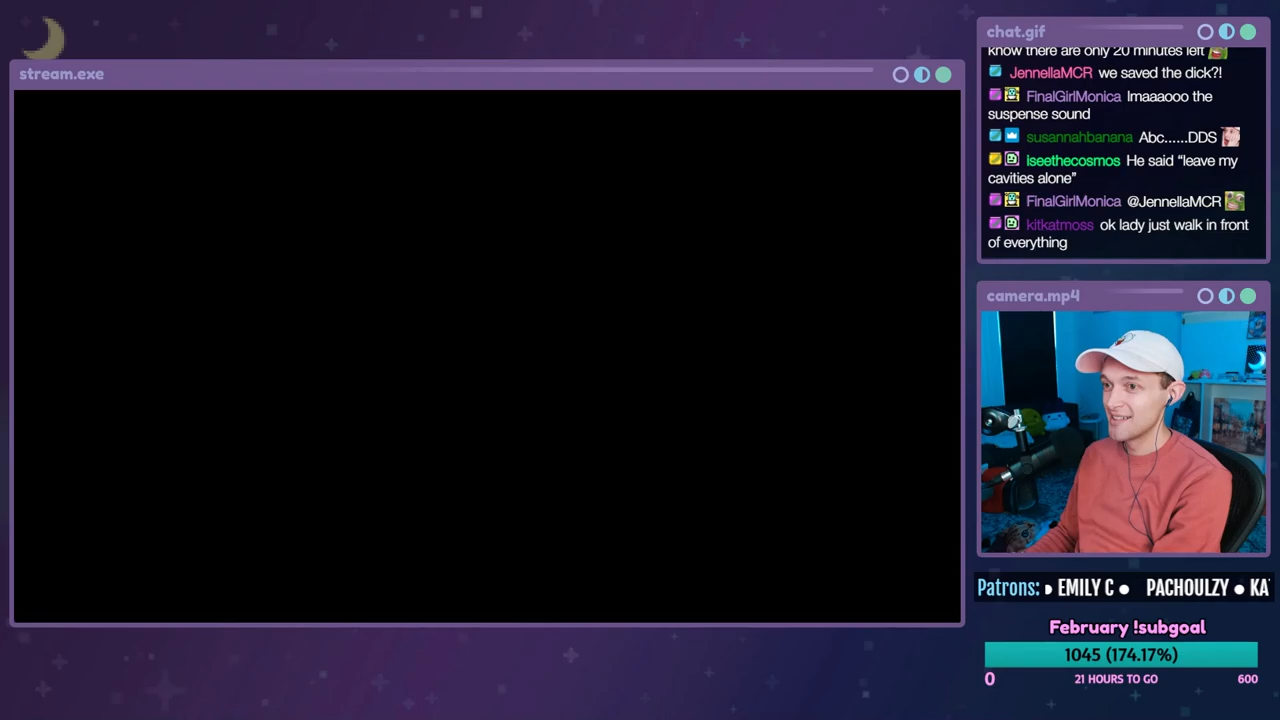 stream.exe
chat.gif
know there are only 20 minutes left
JennellaMCR we saved the dick?!
FinalGirlMonica lmaaaooo the
suspense sound
susannahbanana Abc......DDS
iseethecosmos He said “leave my
cavities alone”
FinalGirlMonica @JennellaMCR
kitkatmoss ok lady just walk in front
of everything
camera.mp4
Patrons: EMILY C ● PACHOULZY ● KA
February !subgoal
1045 (174.17%)
0 21 HOURS TO GO 600